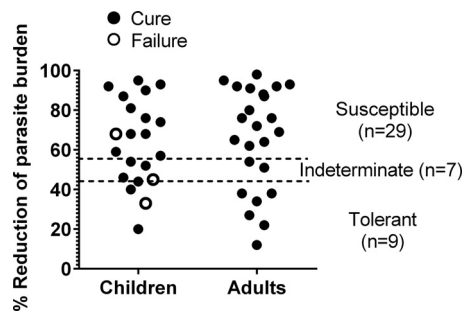 Cure
Failure
% Reduction of parasite burden
100
80
60
40
20
0
Susceptible
(n=29)
Indeterminate (n=7)
Tolerant
(n=9)
Children
Adults